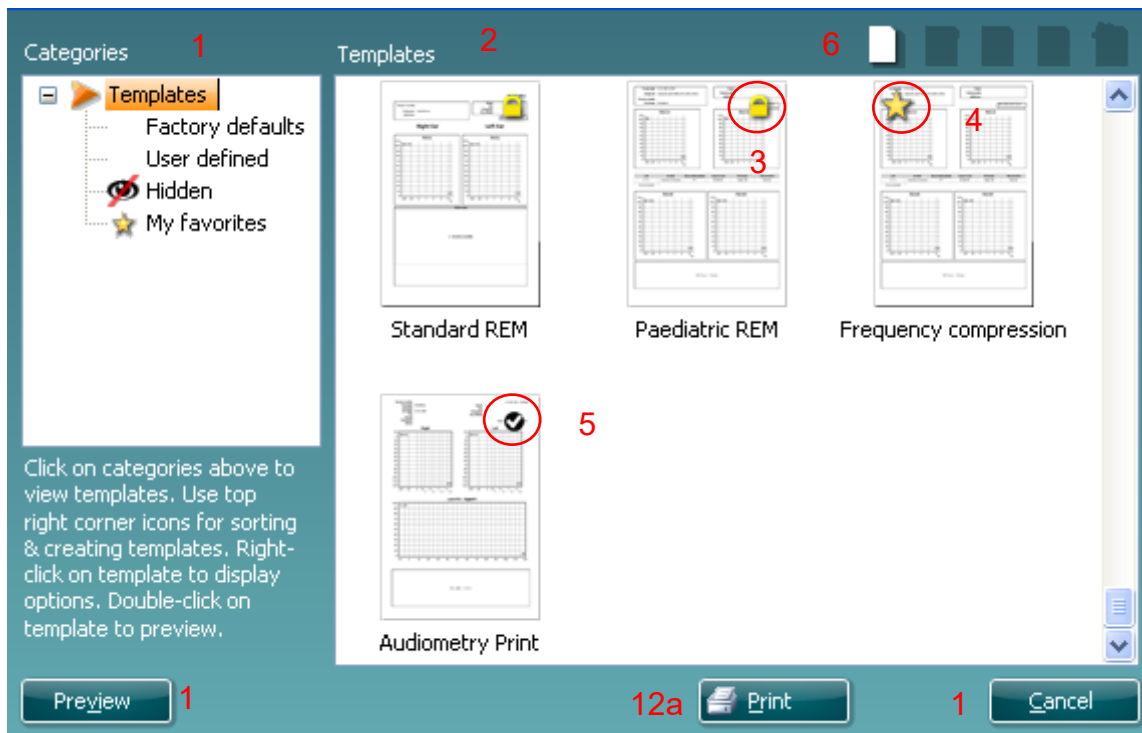 Categories 1
Templates 2
6
Templates
Factory defaults
User defined
Hidden
My favorites
3
4
Standard REM
Paediatric REM
Frequency compression
5
Audiometry Print
Click on categories above to
view templates. Use top
right corner icons for sorting
& creating templates. Right-
click on template to display
options. Double-click on
template to preview.
Preview 1
12a Print
1 Cancel